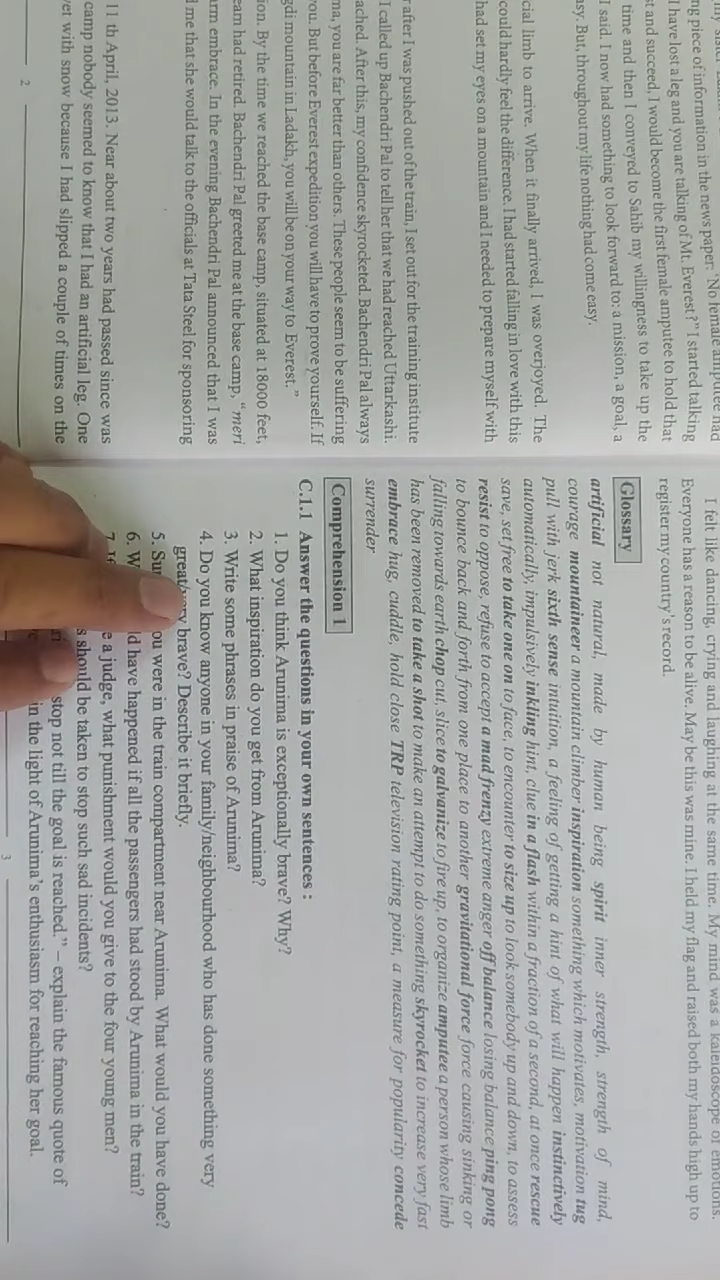 ng piece of information in the news paper: 'No female amputee had
I have lost a leg and you are talking of Mt. Everest?" I started talking
st and succeed, I would become the first female amputee to hold that
time and then I conveyed to Sahib my willingness to take up the
I said. I now had something to look forward to: a mission, a goal, a
asy. But, throughout my life nothing had come easy.
cial limb to arrive. When it finally arrived, I was overjoyed. The
could hardly feel the difference. I had started falling in love with this
had set my eyes on a mountain and I needed to prepare myself with
after I was pushed out of the train, I set out for the training institute
I called up Bachendri Pal to tell her that we had reached Uttarkashi.
ached. After this, my confidence skyrocketed. Bachendri Pal always
ma, you are far better than others. These people seem to be suffering
ou. But before Everest expedition you will have to prove yourself. If
gdi mountain in Ladakh, you will be on your way to Everest."
ion. By the time we reached the base camp, situated at 18000 feet,
eam had retired. Bachendri Pal greeted me at the base camp, "meri
arm embrace. In the evening Bachendri Pal announced that I was
d me that she would talk to the officials at Tata Steel for sponsoring
11 th April, 2013. Near about two years had passed since was
camp nobody seemed to know that I had an artificial leg. One
vet with snow because I had slipped a couple of times on the
2
I felt like dancing, crying and laughing at the same time. My mind was a kaleidoscope of emotions.
Everyone has a reason to be alive. May be this was mine. I held my flag and raised both my hands high up to
register my country's record.
Glossary
artificial not natural, made by human being spirit inner strength, strength of mind,
courage mountaineer a mountain climber inspiration something which motivates, motivation tug
pull with jerk sixth sense intuition, a feeling of getting a hint of what will happen instinctively
automatically, impulsively inkling hint, clue in a flash within a fraction of a second, at once rescue
save, set free to take one on to face, to encounter to size up to look somebody up and down, to assess
resist to oppose, refuse to accept a mad frenzy extreme anger off balance losing balance ping pong
to bounce back and forth from one place to another gravitational force force causing sinking or
falling towards earth chop cut, slice to galvanize to fire up, to organize amputee a person whose limb
has been removed to take a shot to make an attempt to do something skyrocket to increase very fast
embrace hug, cuddle, hold close TRP television rating point, a measure for popularity concede
surrender
Comprehension 1
C.1.1 Answer the questions in your own sentences :
1. Do you think Arunima is exceptionally brave? Why?
2. What inspiration do you get from Arunima?
3. Write some phrases in praise of Arunima?
4. Do you know anyone in your family/neighbourhood who has done something very
great/very brave? Describe it briefly.
5. ou were in the train compartment near Arunima. What would you have done?
6. W ld have happened if all the passengers had stood by Arunima in the train?
7. If e a judge, what punishment would you give to the four young men?
s should be taken to stop such sad incidents?
stop not till the goal is reached." – explain the famous quote of
in the light of Arunima's enthusiasm for reaching her goal.
3